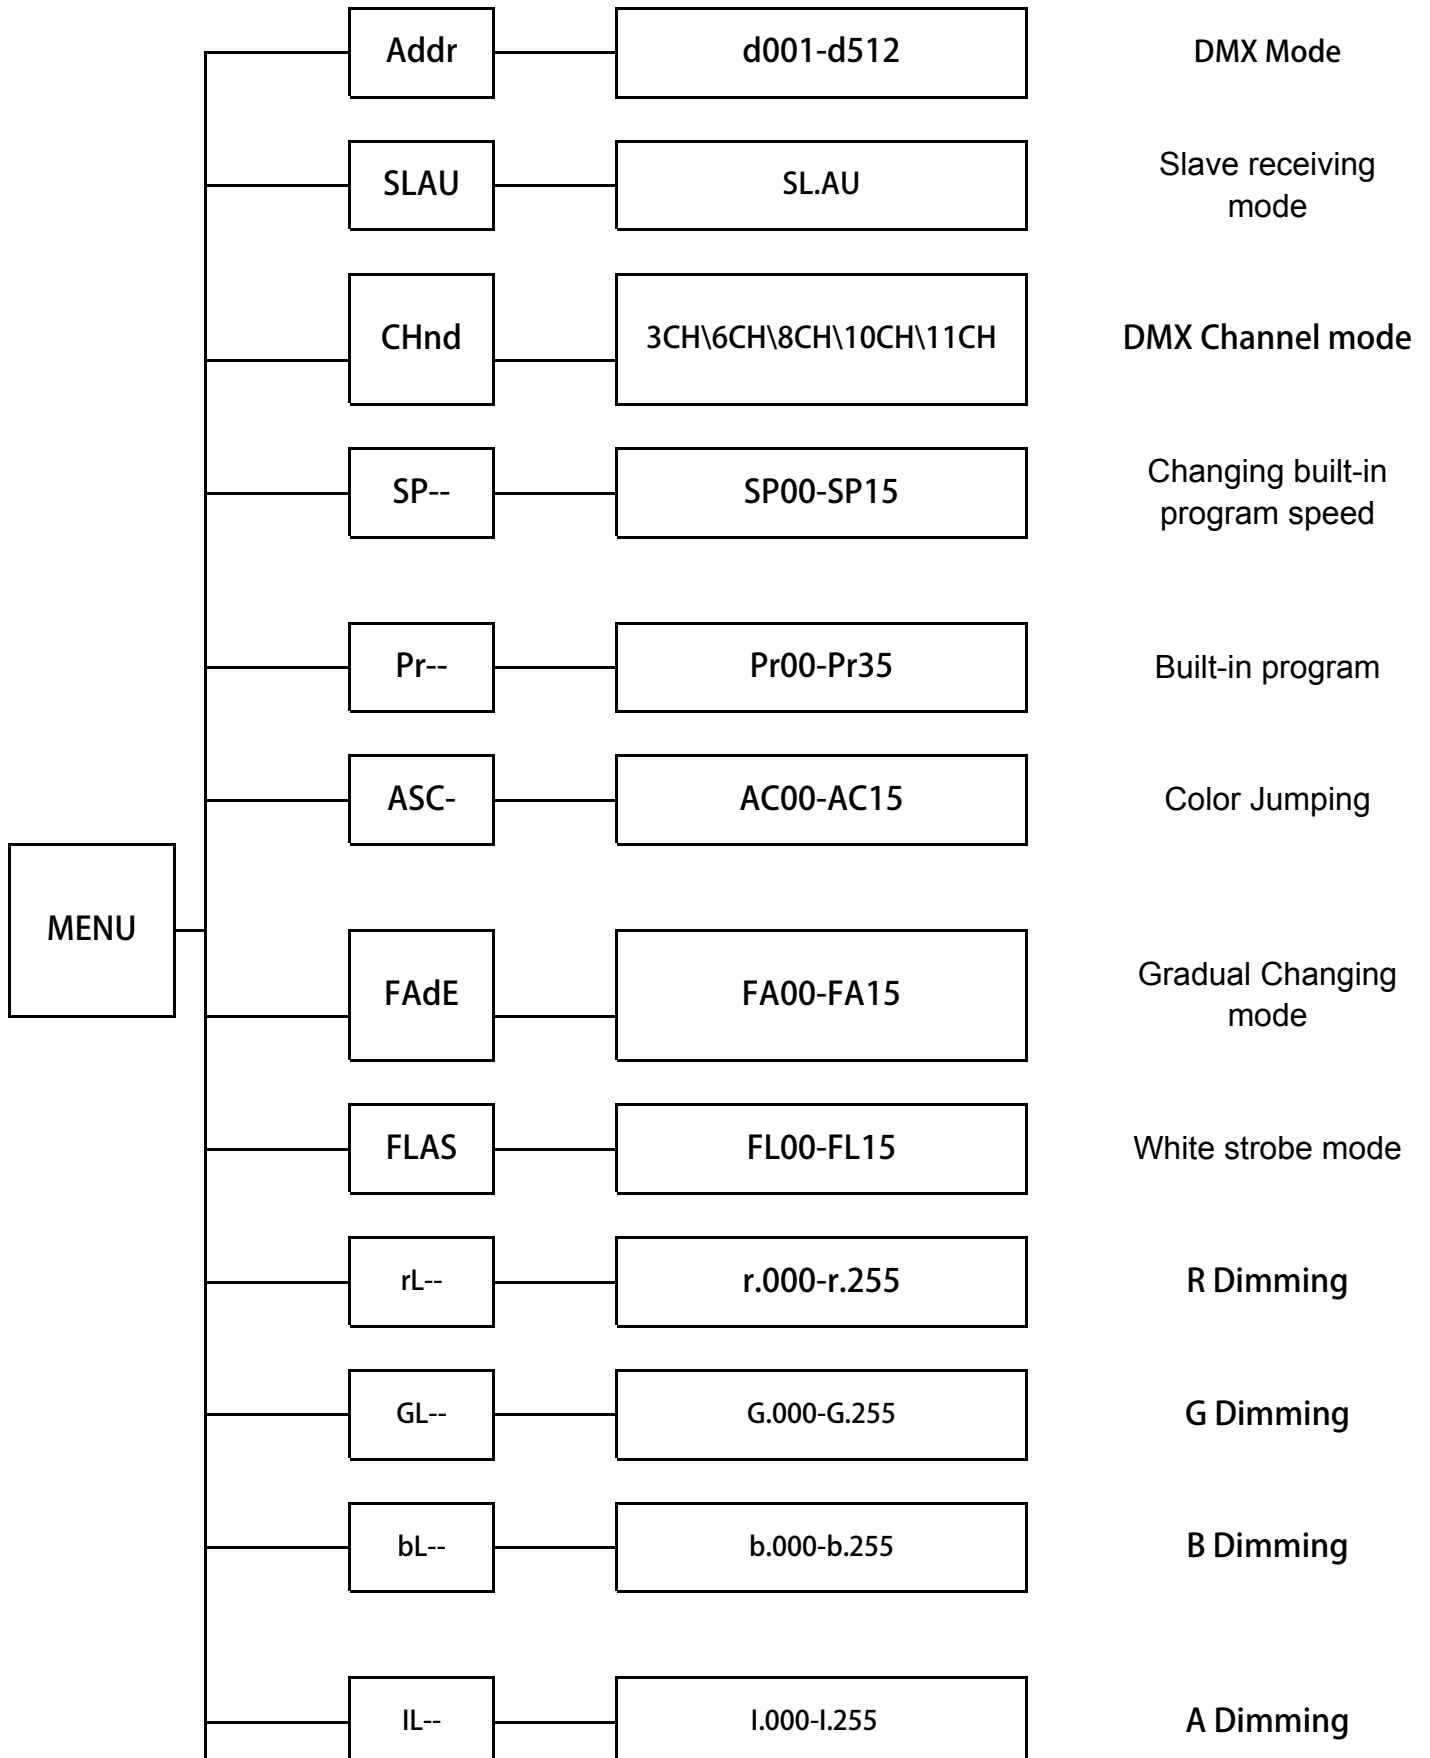 Addr d001-d512 DMX Mode
SLAU SL.AU Slave receiving
mode
CHnd 3CH\6CH\8CH\10CH\11CH DMX Channel mode
SP-- SP00-SP15 Changing built-in
program speed
Pr-- Pr00-Pr35 Built-in program
ASC- AC00-AC15 Color Jumping
MENU
FAdE FA00-FA15 Gradual Changing
mode
FLAS FL00-FL15 White strobe mode
rL-- r.000-r.255 R Dimming
GL-- G.000-G.255 G Dimming
bL-- b.000-b.255 B Dimming
IL-- I.000-I.255 A Dimming